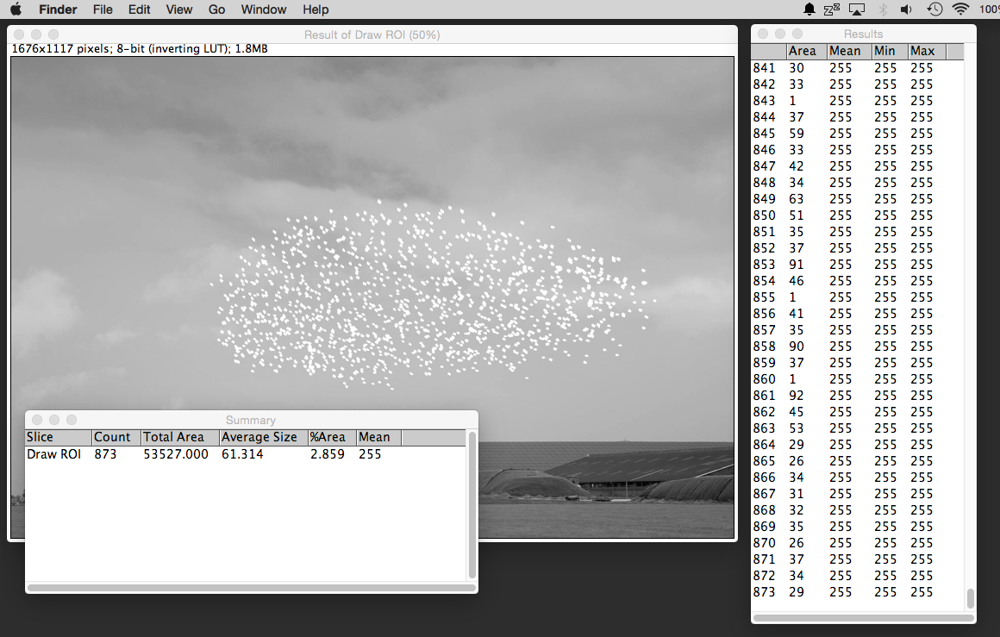 Finder File Edit View Go Window Help 100%
Result of Draw ROI (50%)
1676x1117 pixels; 8-bit (inverting LUT); 1.8MB
Summary
Slice Count Total Area Average Size %Area Mean
Draw ROI 873 53527.000 61.314 2.859 255
Results
Area Mean Min Max
841 30 255 255 255
842 33 255 255 255
843 1 255 255 255
844 37 255 255 255
845 59 255 255 255
846 33 255 255 255
847 42 255 255 255
848 34 255 255 255
849 63 255 255 255
850 51 255 255 255
851 35 255 255 255
852 37 255 255 255
853 91 255 255 255
854 46 255 255 255
855 1 255 255 255
856 41 255 255 255
857 35 255 255 255
858 90 255 255 255
859 37 255 255 255
860 1 255 255 255
861 92 255 255 255
862 45 255 255 255
863 53 255 255 255
864 29 255 255 255
865 26 255 255 255
866 34 255 255 255
867 31 255 255 255
868 32 255 255 255
869 35 255 255 255
870 26 255 255 255
871 37 255 255 255
872 34 255 255 255
873 29 255 255 255